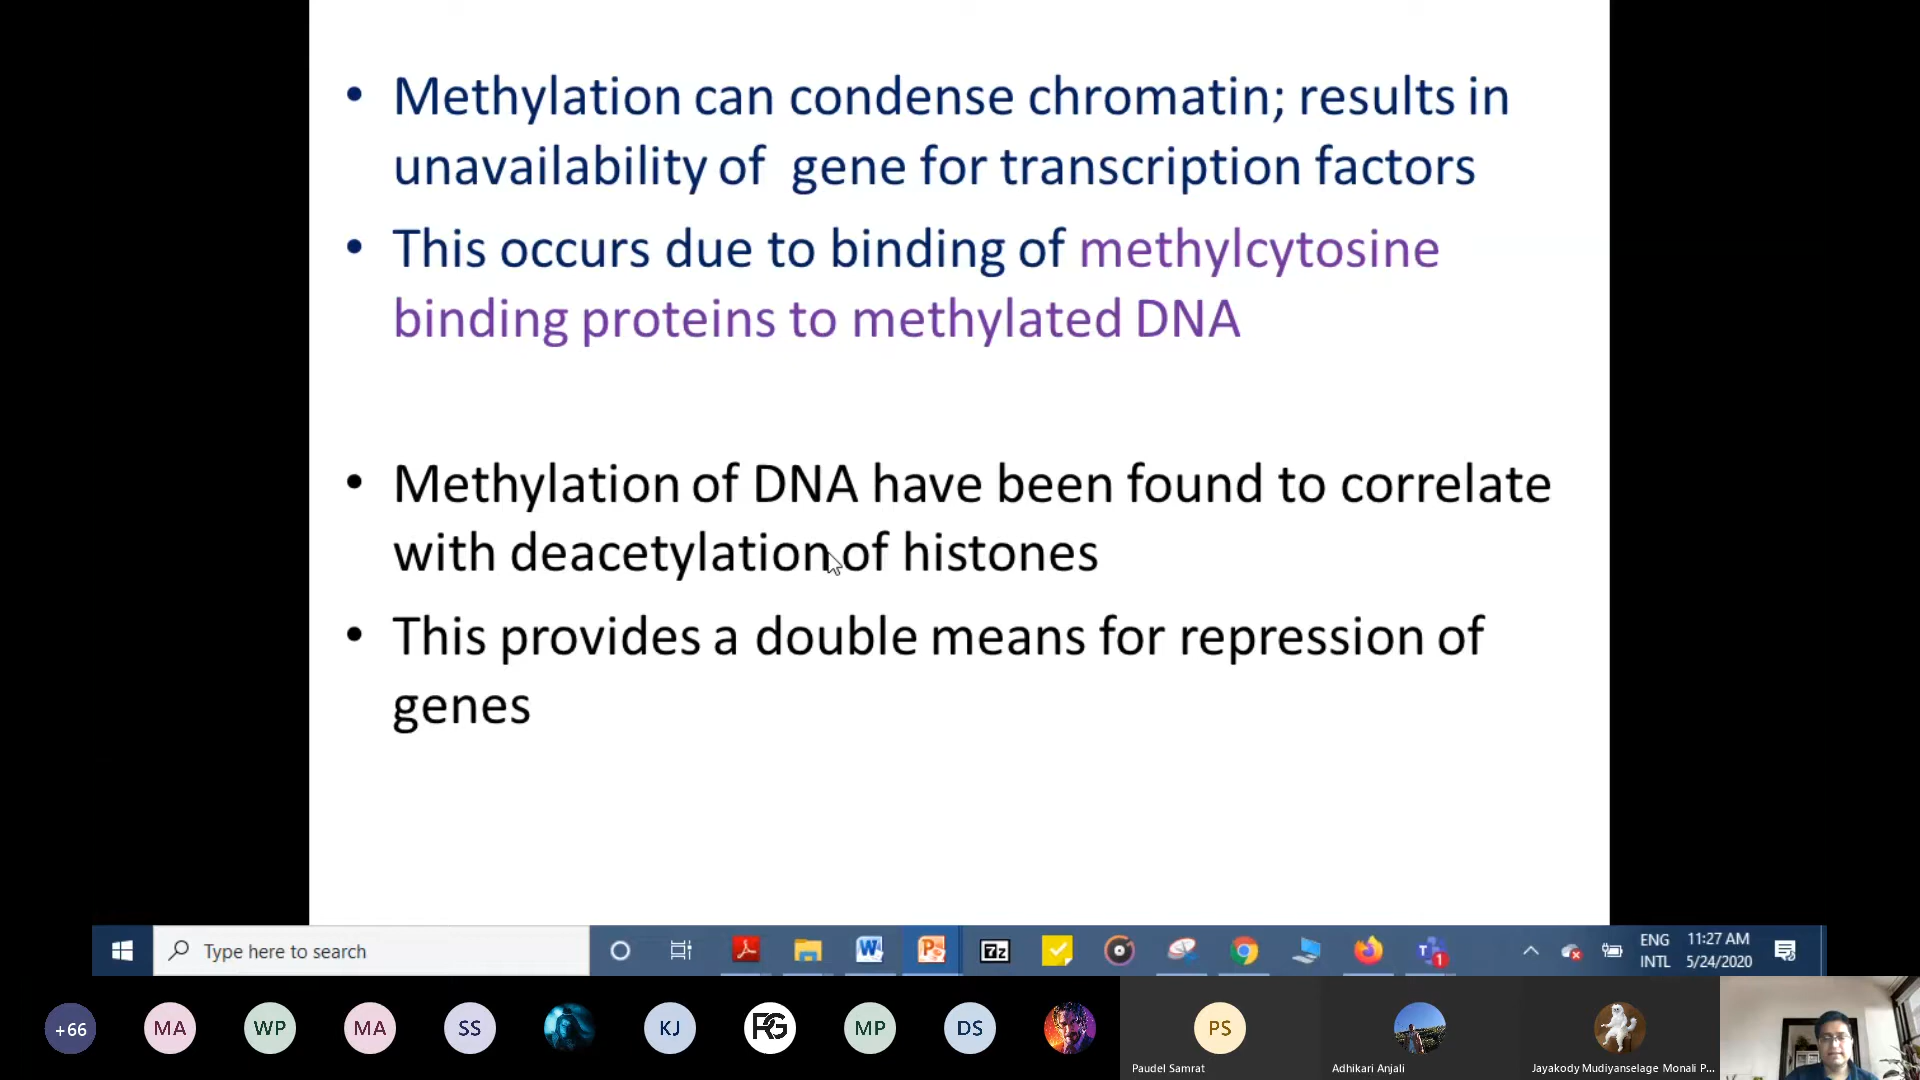 • Methylation can condense chromatin; results in
unavailability of gene for transcription factors
• This occurs due to binding of methylcytosine
binding proteins to methylated DNA
• Methylation of DNA have been found to correlate
with deacetylation of histones
• This provides a double means for repression of
genes
Type here to search
7z
ENG 11:27 AM
INTL 5/24/2020
+66 MA WP MA SS KJ RG MP DS PS
Paudel Samrat Adhikari Anjali Jayakody Mudiyanselage Monali P...